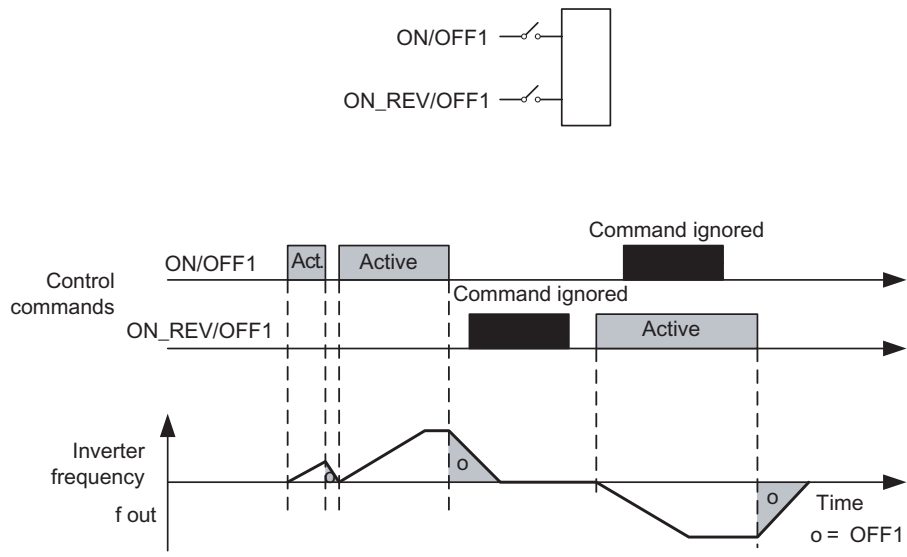 ON/OFF1
ON_REV/OFF1
Command ignored
Control
commands
ON/OFF1
Act.
Active
Command ignored
ON_REV/OFF1
Active
Inverter
frequency
f out
o
o
o
Time
o = OFF1